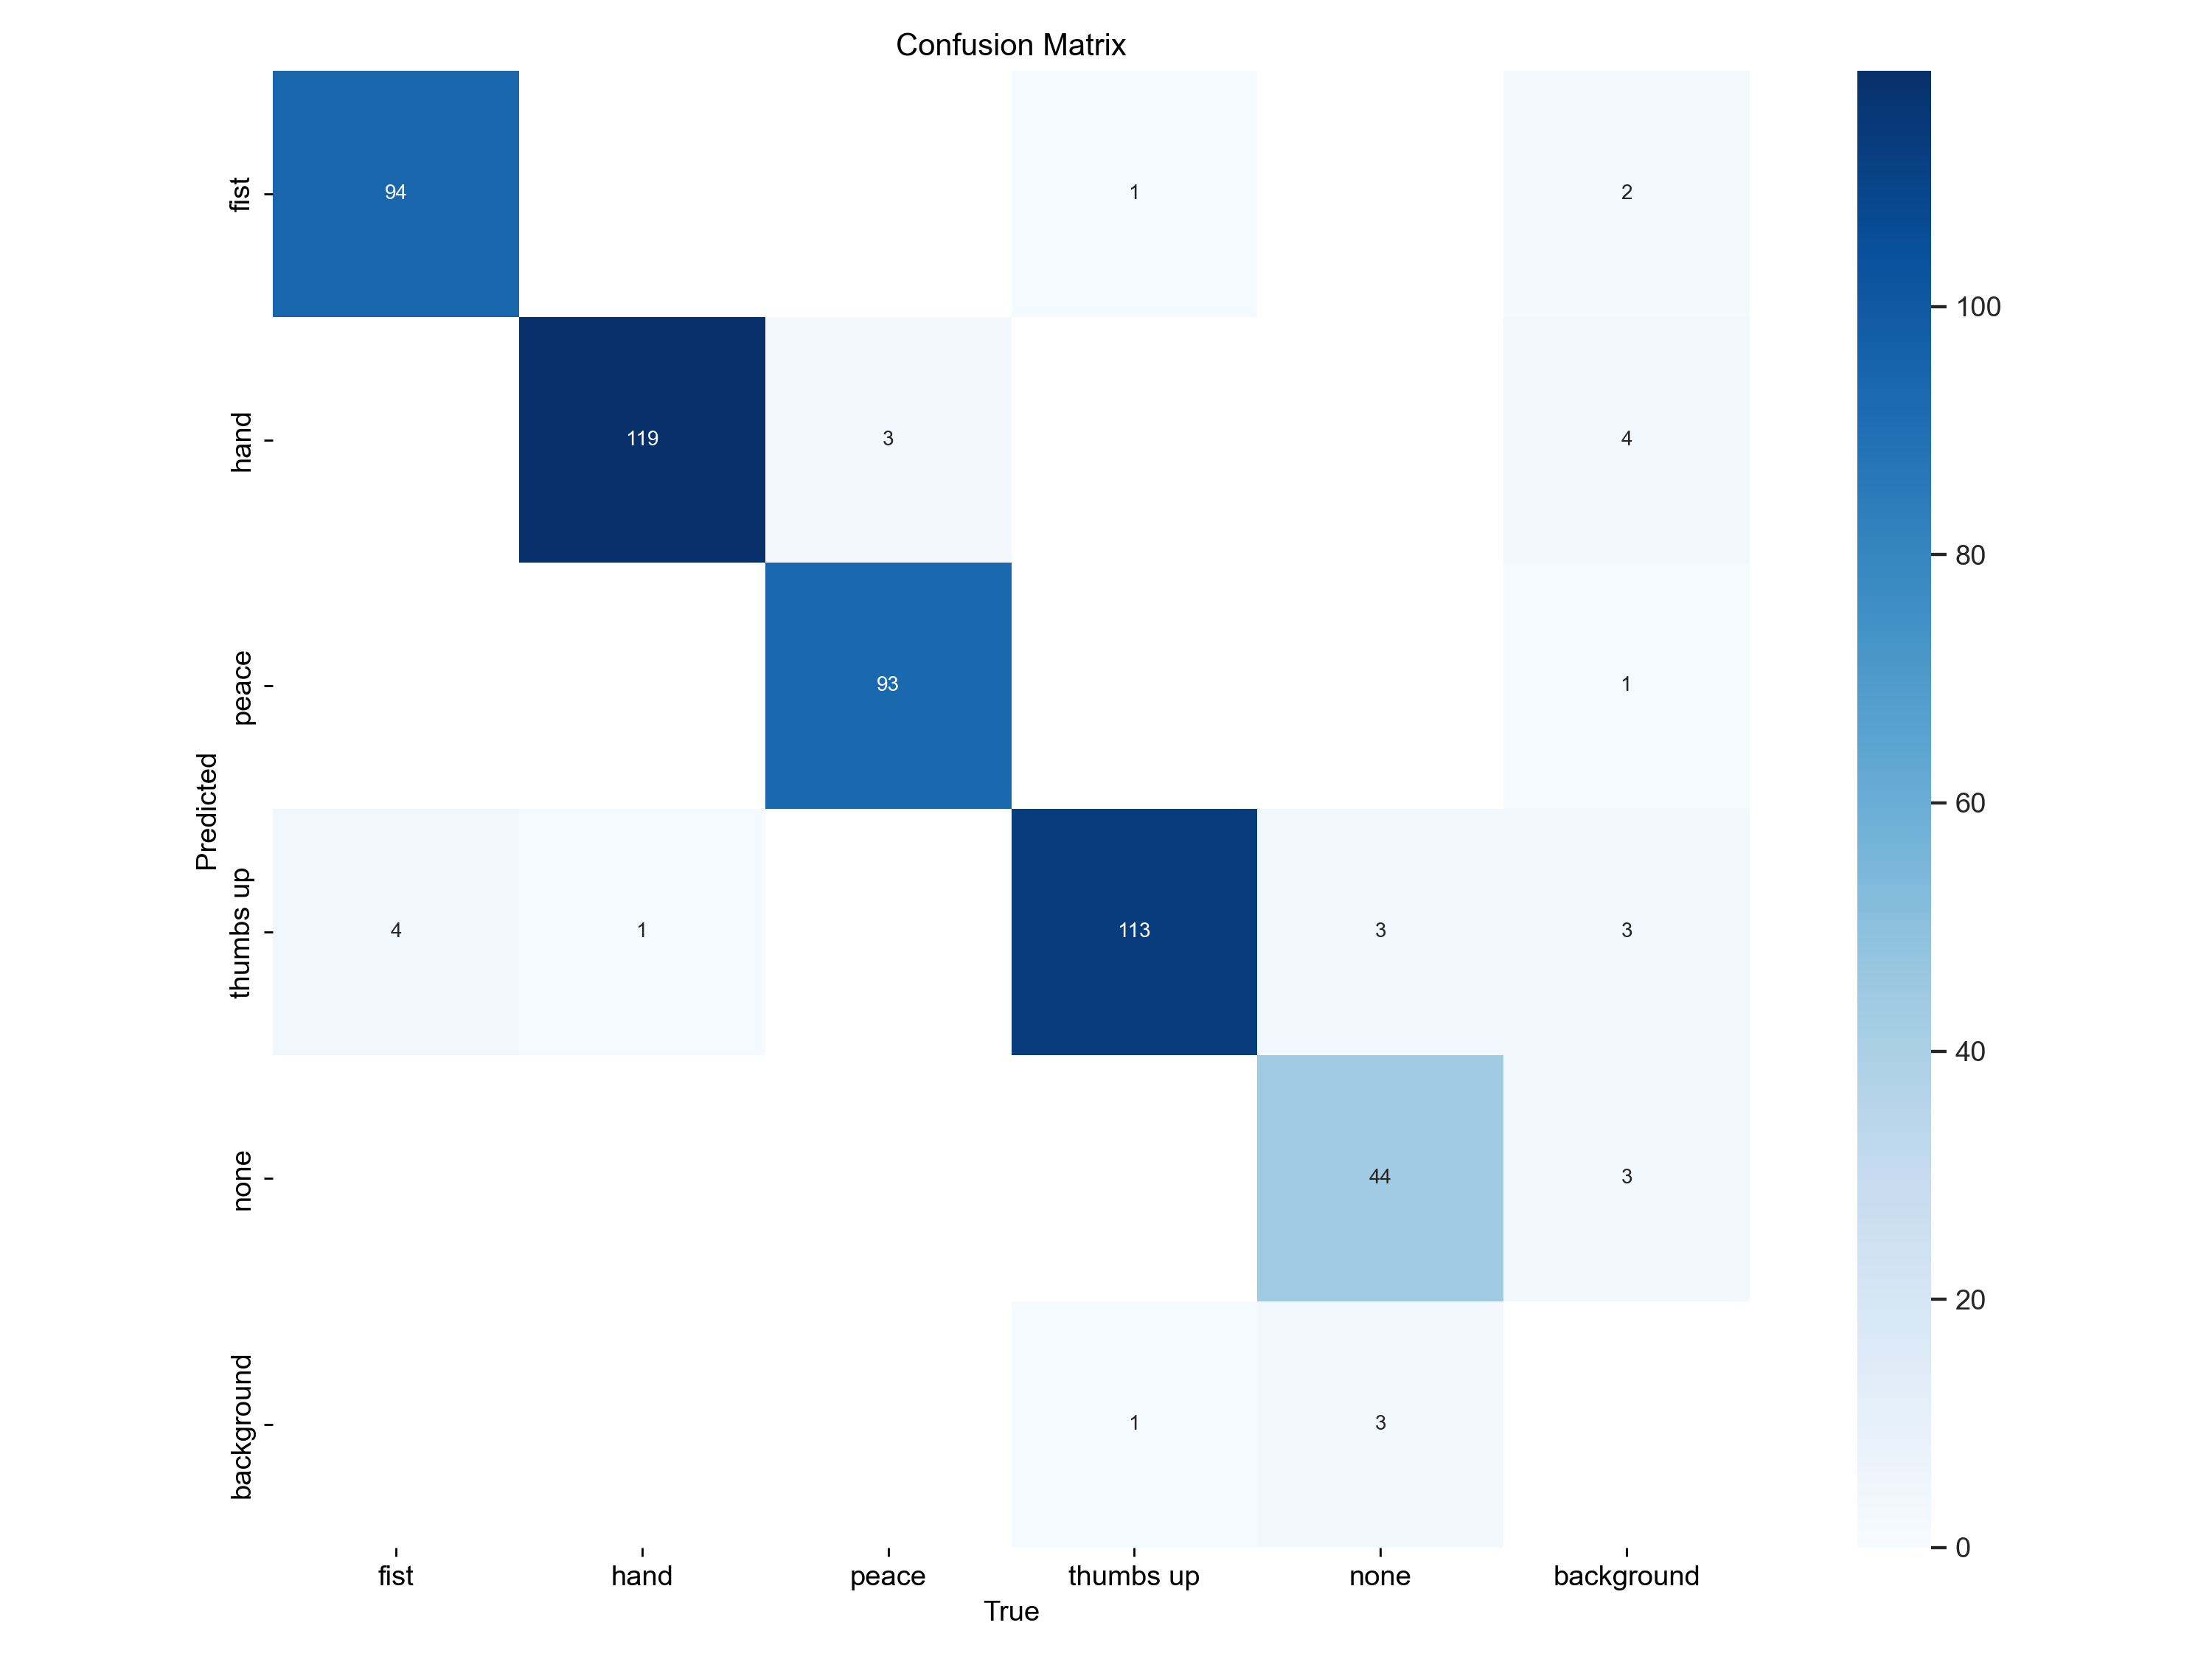 Confusion Matrix
fist
94
1
2
hand
119
3
4
peace
93
1
thumbs up
4
1
113
3
3
none
44
3
background
1
3
Predicted
fist
hand
peace
thumbs up
none
background
True
100
80
60
40
20
0